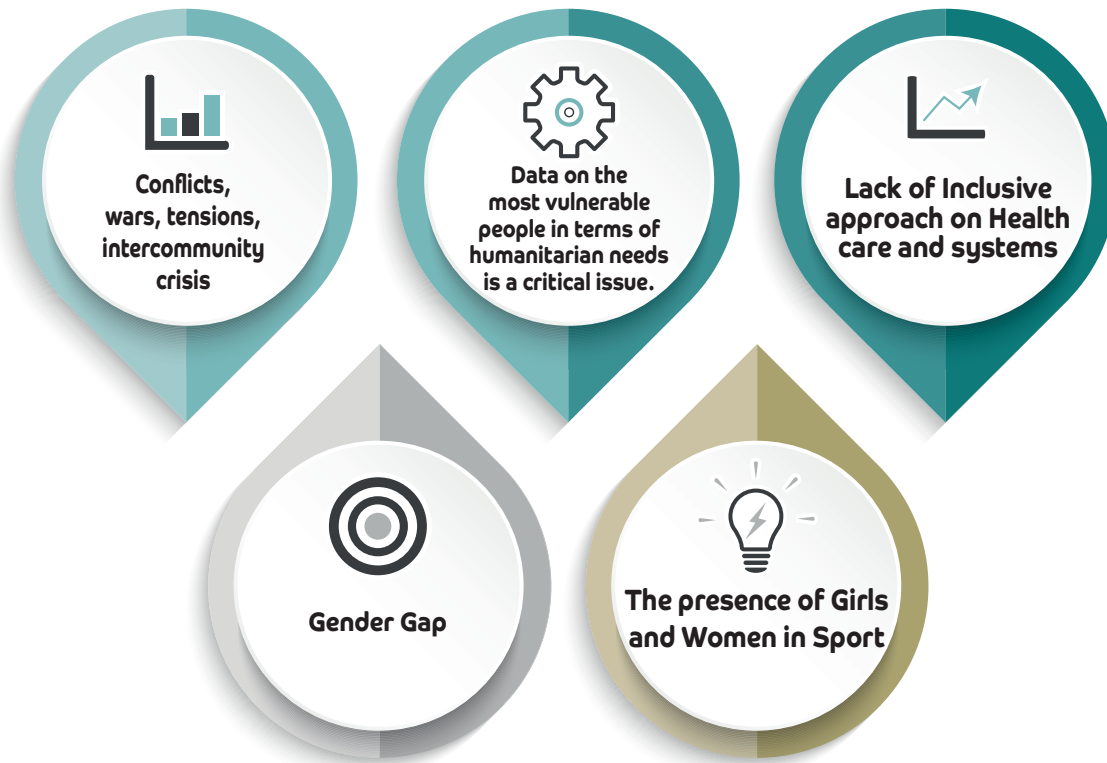 Conflicts,
wars, tensions,
intercommunity
crisis
Data on the
most vulnerable
people in terms of
humanitarian needs
is a critical issue.
Lack of Inclusive
approach on Health
care and systems
Gender Gap
The presence of Girls
and Women in Sport